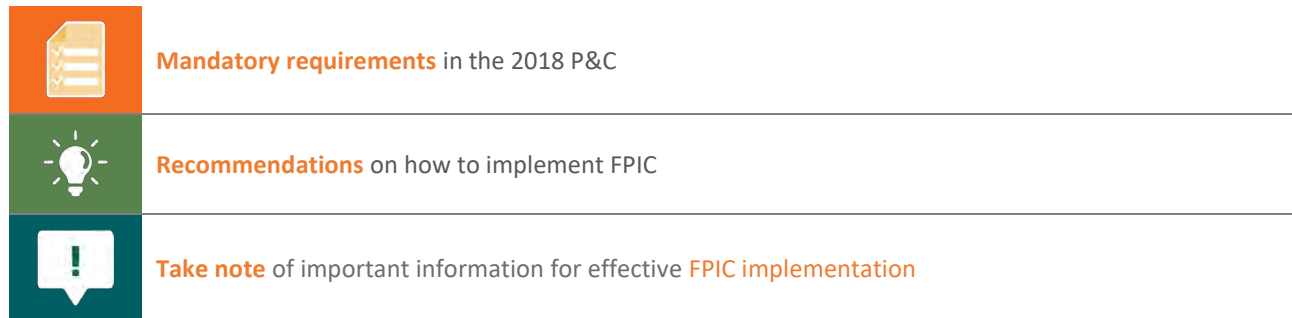 Mandatory requirements in the 2018 P&C
Recommendations on how to implement FPIC
!
Take note of important information for effective FPIC implementation